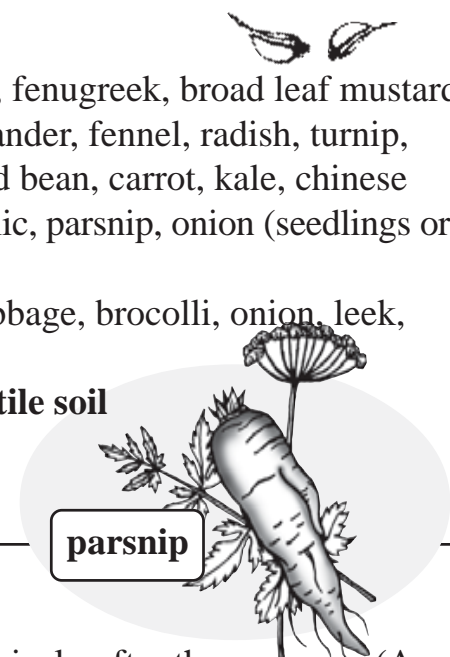 , fenugreek, broad leaf mustard
ander, fennel, radish, turnip,
d bean, carrot, kale, chinese
ic, parsnip, onion (seedlings or
bbage, brocolli, onion, leek,
tile soil
parsnip